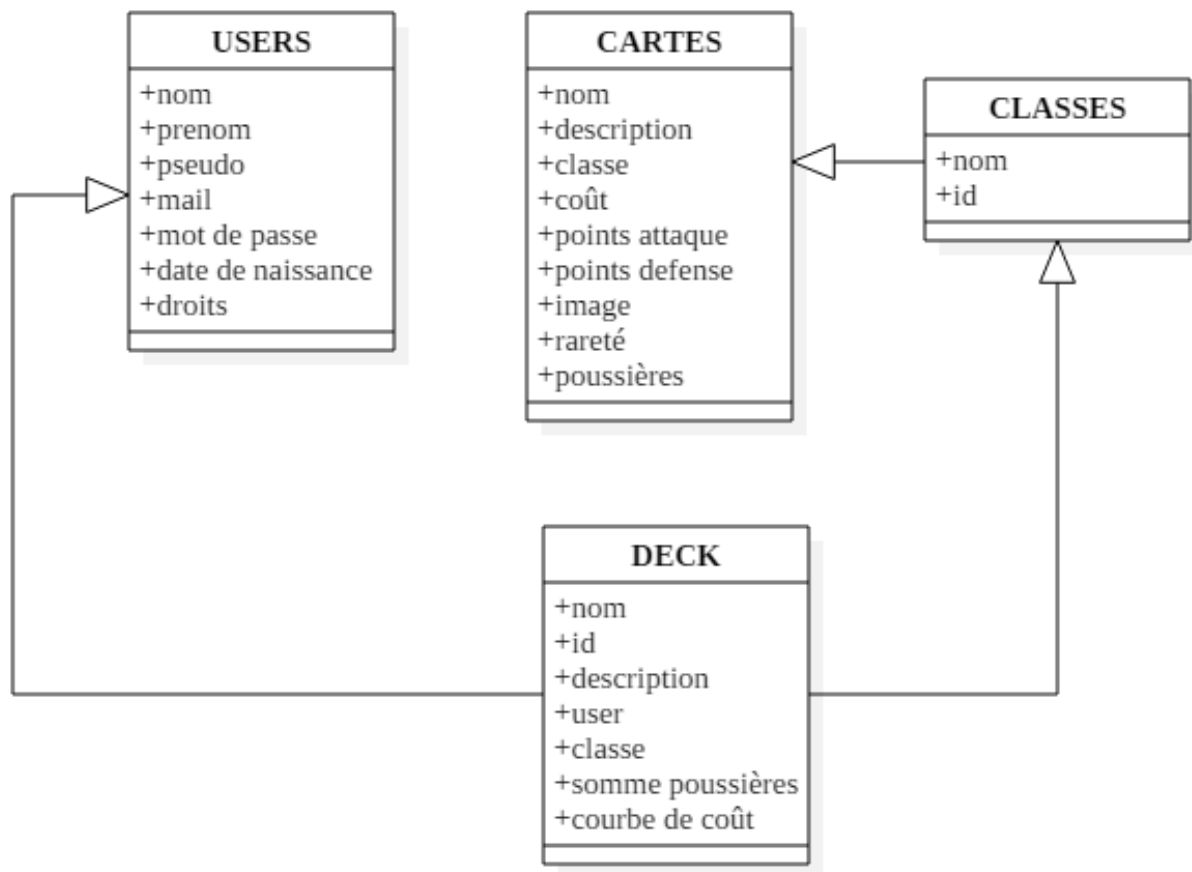 USERS
+nom
+prenom
+pseudo
+mail
+mot de passe
+date de naissance
+droits
CARTES
+nom
+description
+classe
+coût
+points attaque
+points defense
+image
+rareté
+poussières
CLASSES
+nom
+id
DECK
+nom
+id
+description
+user
+classe
+somme poussières
+courbe de coût